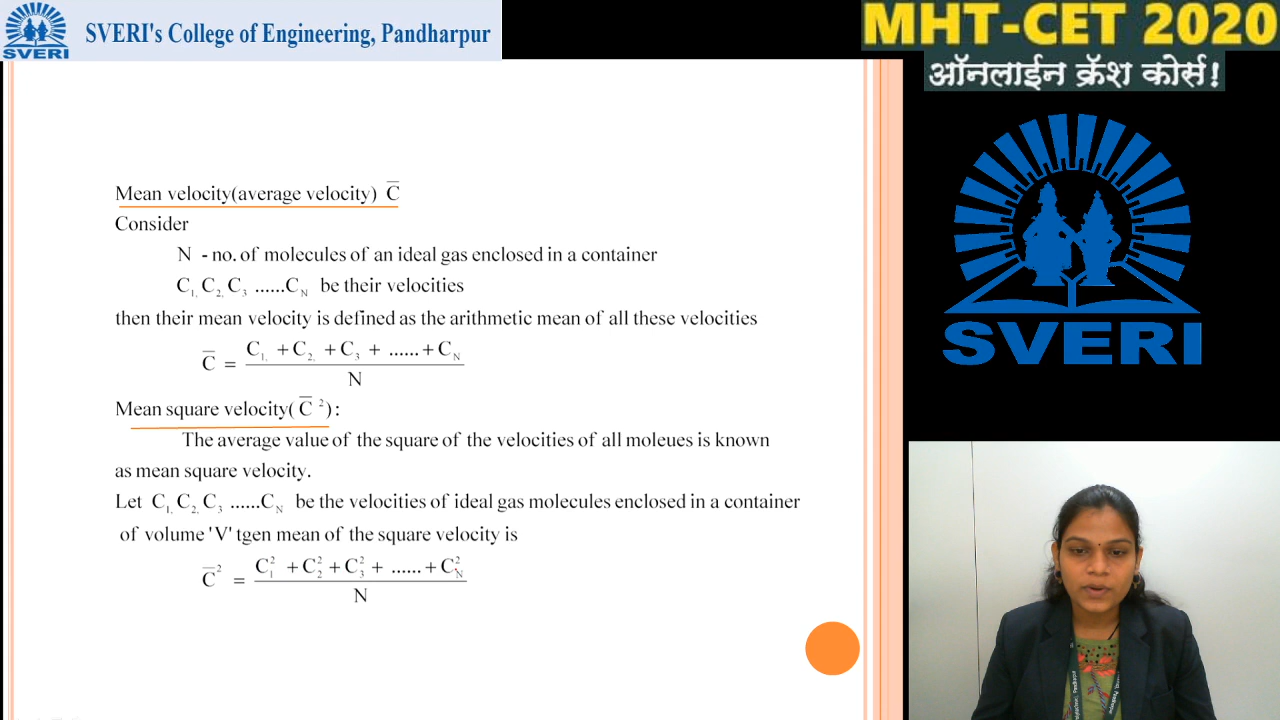 SVERI
SVERI's College of Engineering, Pandharpur
MHT-CET 2020
ऑनलाईन क्रॅश कोर्स!
SVERI
Mean velocity(average velocity) C̅
Consider
N - no. of molecules of an ideal gas enclosed in a container
C₁, C₂, C₃ ......C_N be their velocities
then their mean velocity is defined as the arithmetic mean of all these velocities
C̅ = (C₁, + C₂, + C₃ + ...... + C_N) / N
Mean square velocity( C̅ ²) :
The average value of the square of the velocities of all moleues is known
as mean square velocity.
Let C₁, C₂, C₃ ......C_N be the velocities of ideal gas molecules enclosed in a container
of volume 'V' tgen mean of the square velocity is
C̅² = (C₁² + C₂² + C₃² + ...... + C_N²) / N